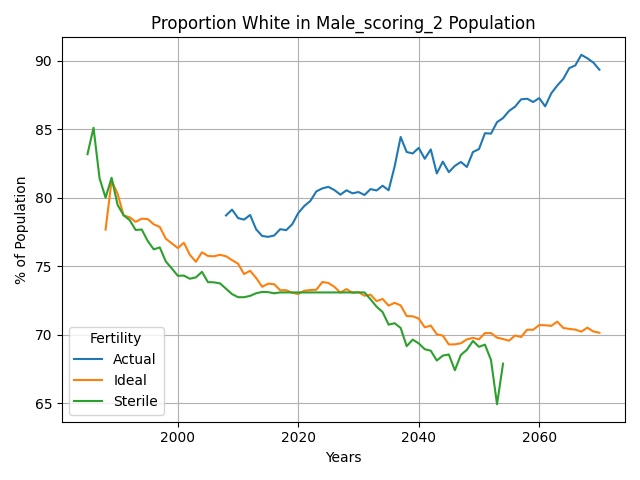 Proportion White in Male_scoring_2 Population
% of Population
90
85
80
75
70
65
Fertility
Actual
Ideal
Sterile
2000
2020
2040
2060
Years